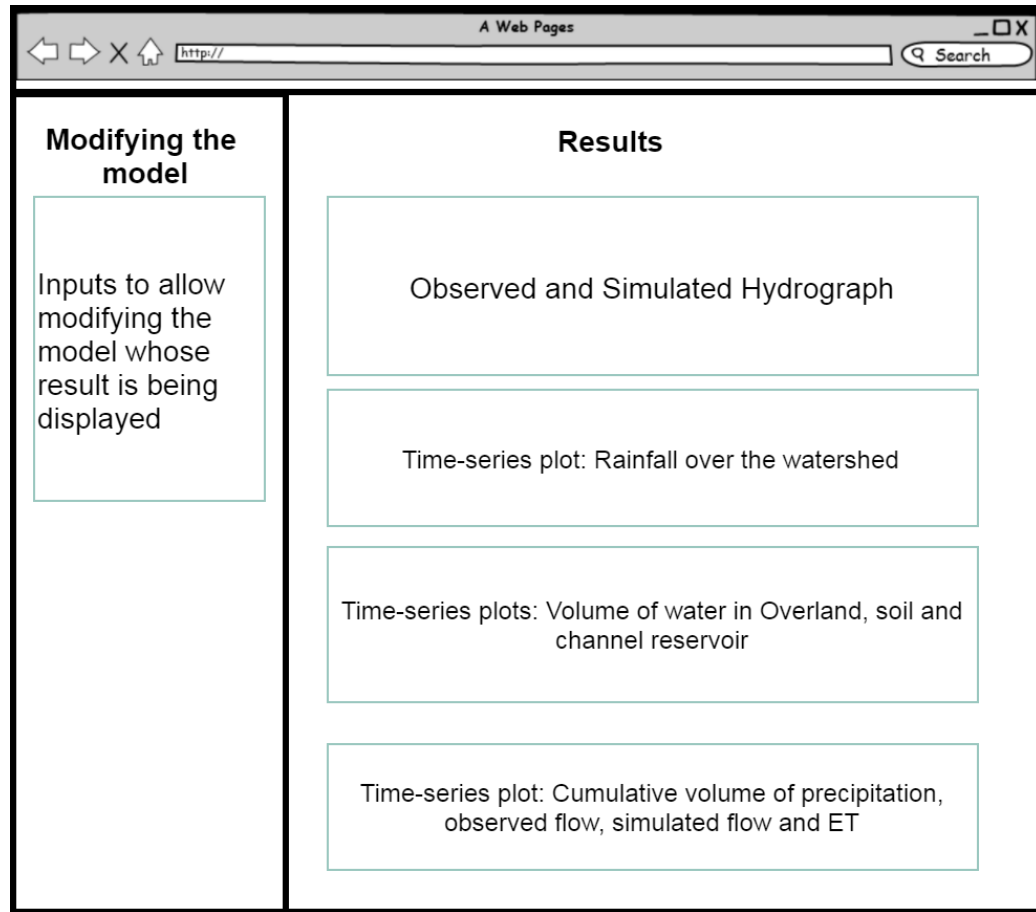 A Web Pages
http://
Search
Modifying the
model
Inputs to allow
modifying the
model whose
result is being
displayed
Results
Observed and Simulated Hydrograph
Time-series plot: Rainfall over the watershed
Time-series plots: Volume of water in Overland, soil and
channel reservoir
Time-series plot: Cumulative volume of precipitation,
observed flow, simulated flow and ET